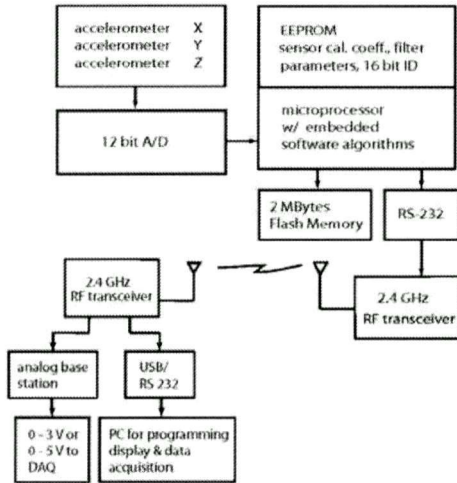 accelerometer X
accelerometer Y
accelerometer Z
EEPROM
sensor cal. coeff., filter
parameters, 16 bit ID
12 bit A/D
microprocessor
w/ embedded
software algorithms
2 MBytes
Flash Memory
RS-232
2.4 GHz
RF transceiver
2.4 GHz
RF transceiver
analog base
station
USB/
RS 232
0 - 3 V or
0 - 5 V to
DAQ
PC for programming
display & data
acquisition